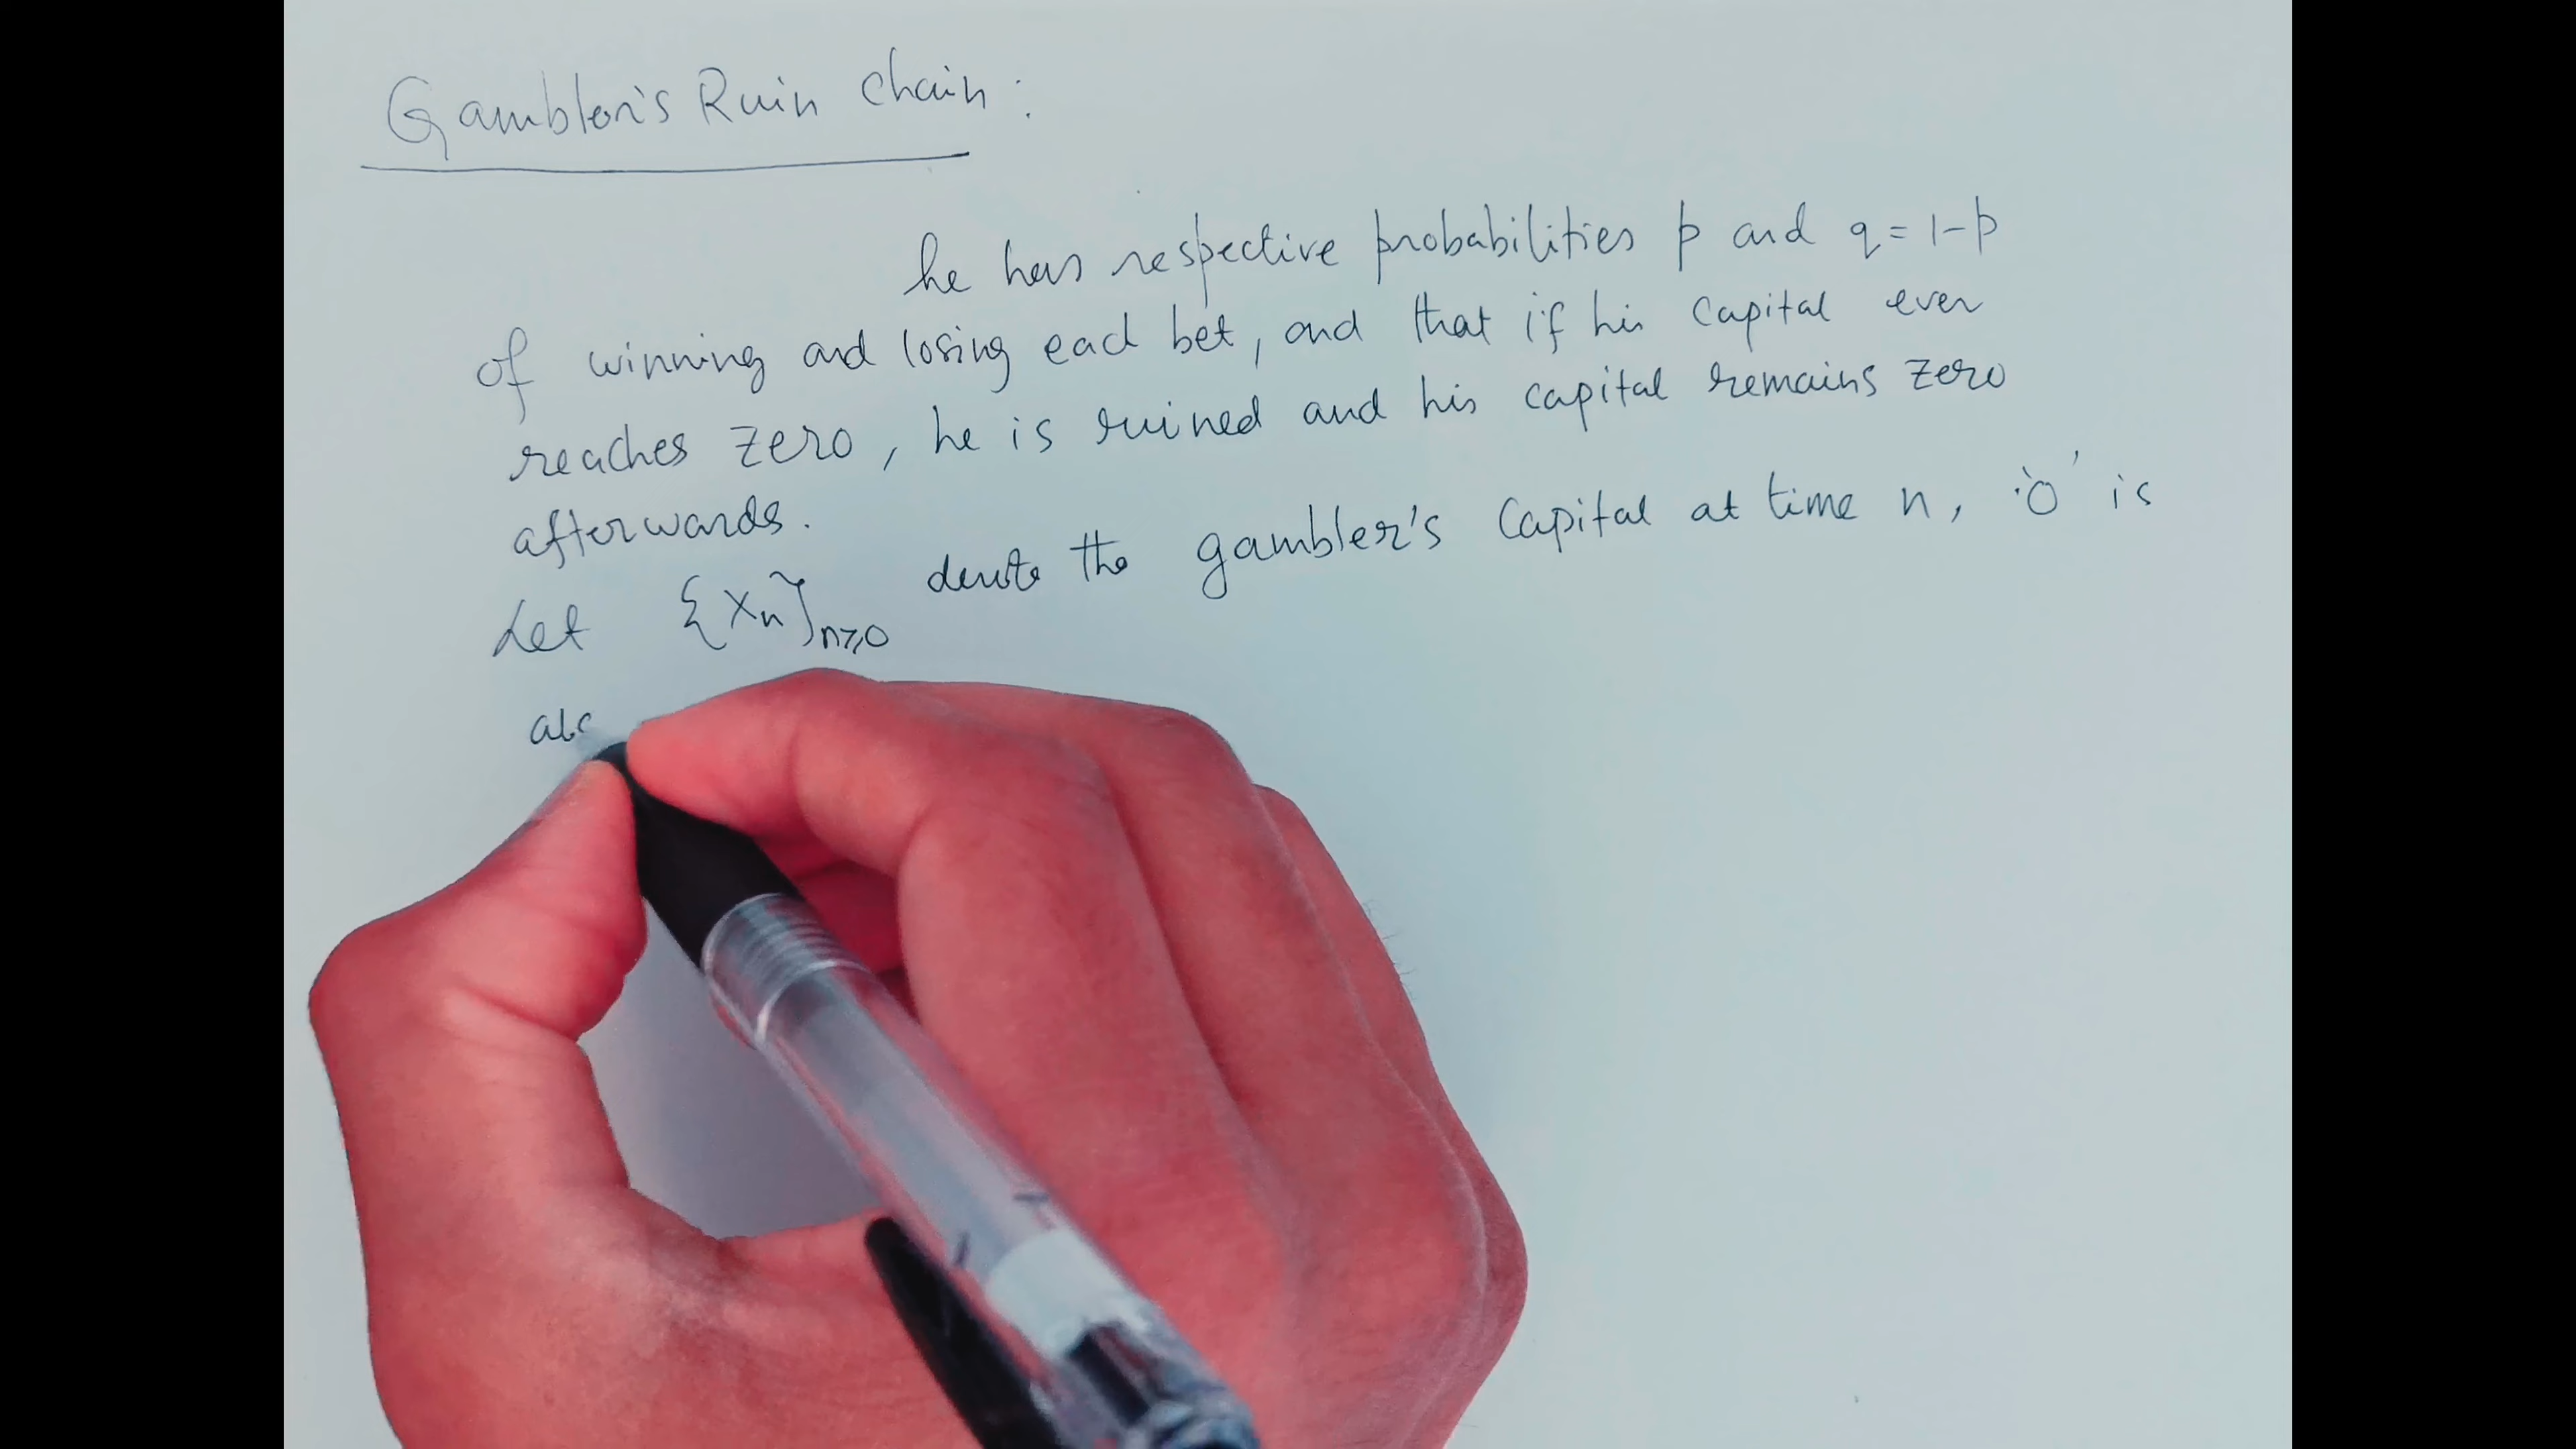 Gambler's Ruin chain:
he has respective probabilities p and q = 1-p
of winning and losing each bet, and that if his capital ever
reaches zero, he is ruined and his capital remains zero
afterwards.
Let {Xn}n≥0 denote the gambler's Capital at time n, '0' is